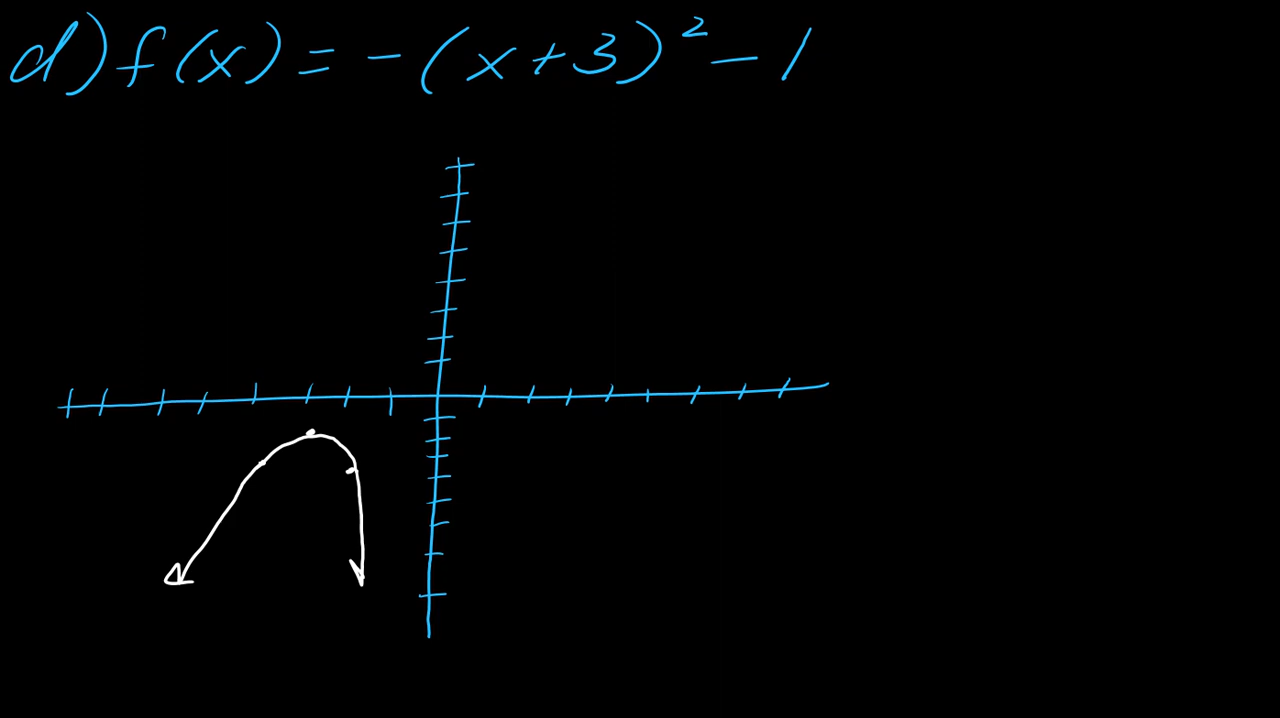 d) f(x) = -(x+3)² - 1